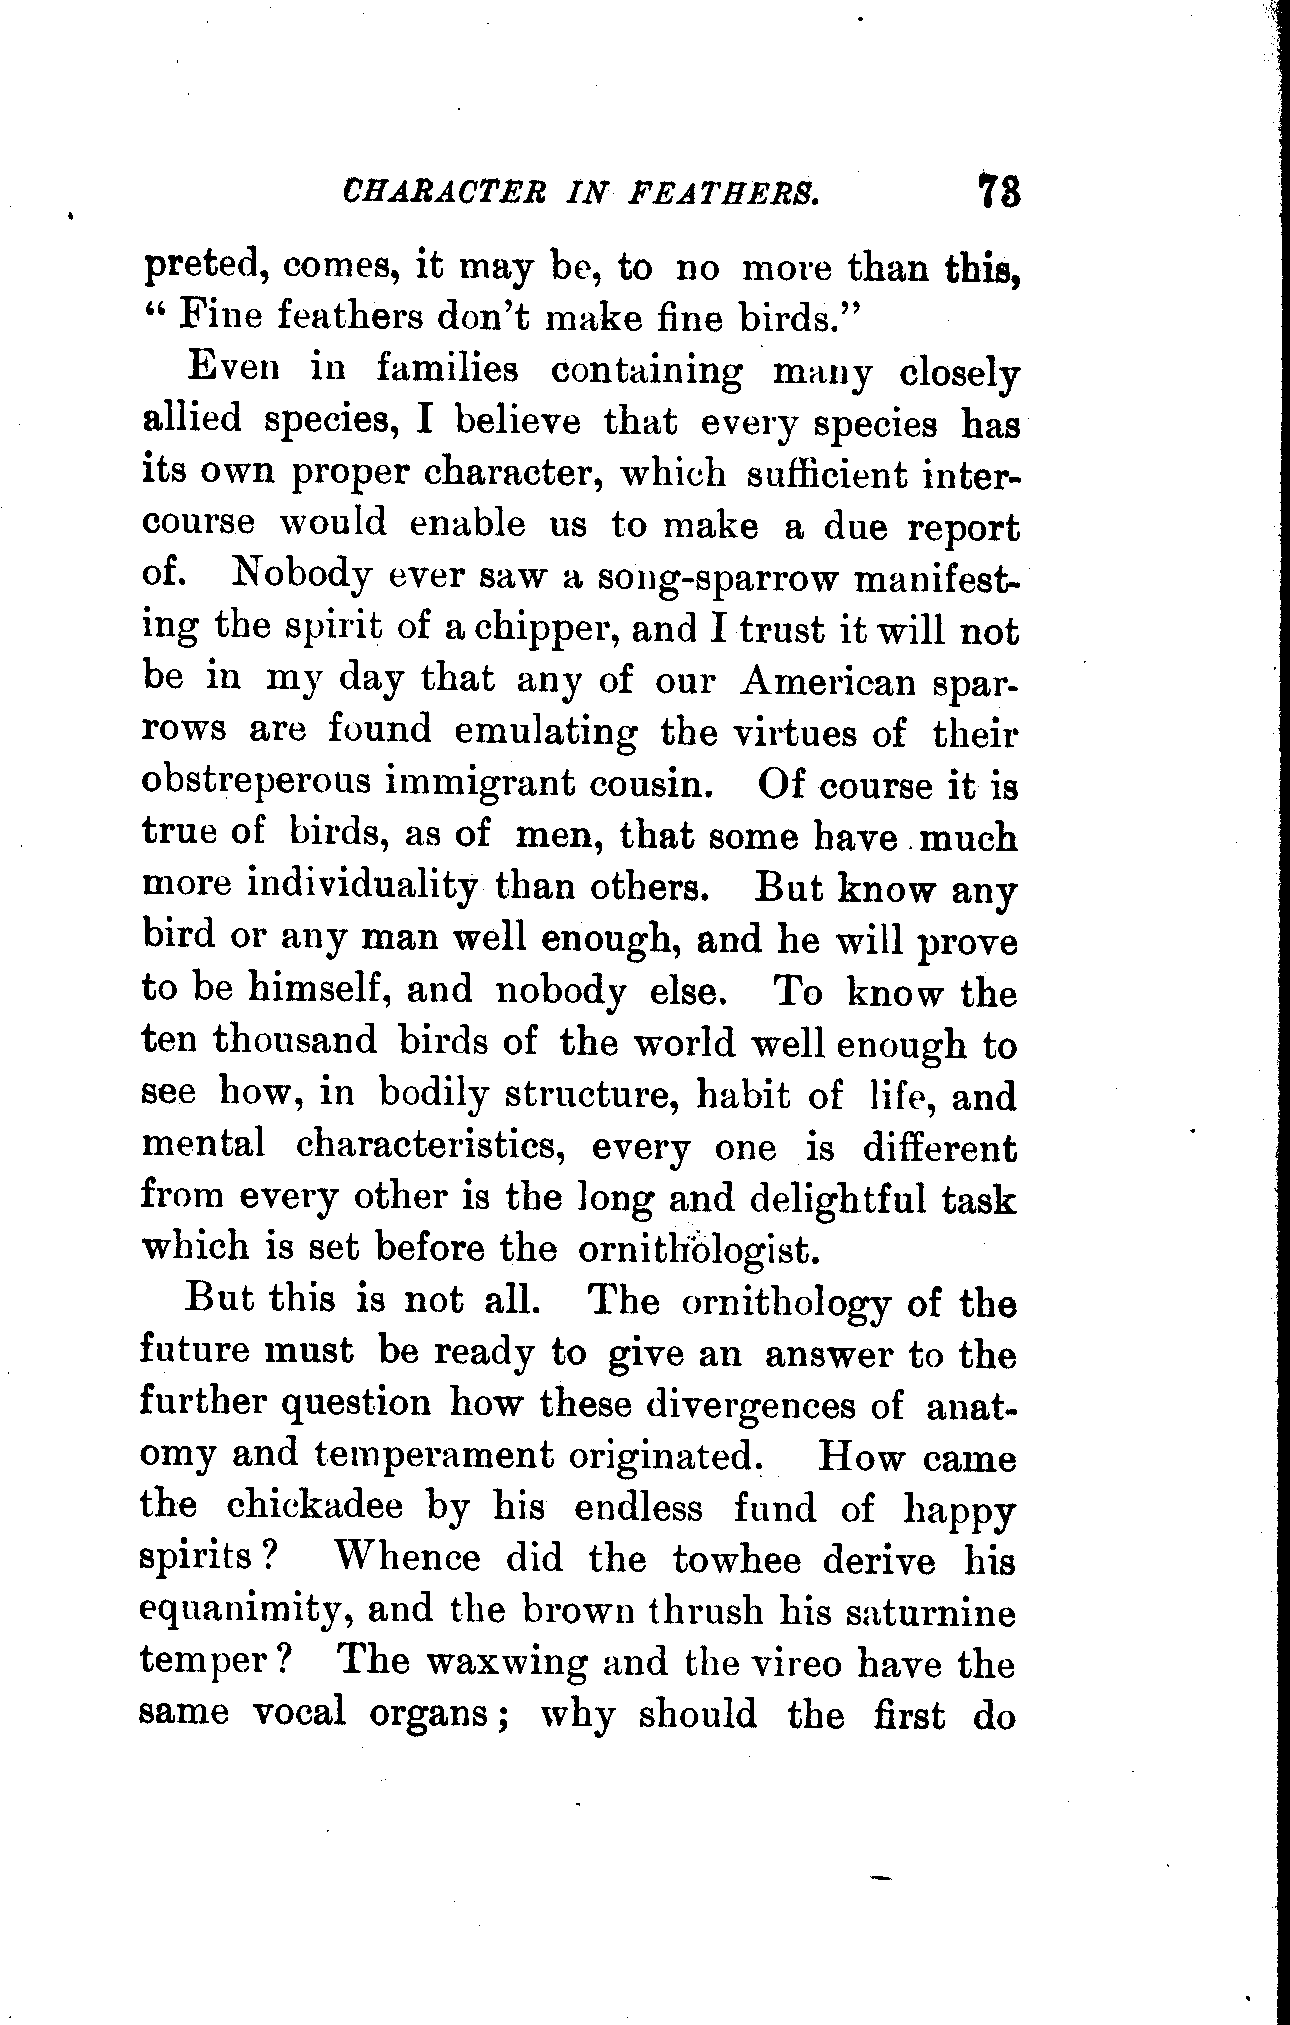 CHARACTER IN FEATHERS. 73
preted, comes, it may be, to no more than this,
“ Fine feathers don't make fine birds.”
Even in families containing many closely
allied species, I believe that every species has
its own proper character, which sufficient inter-
course would enable us to make a due report
of. Nobody ever saw a song-sparrow manifest-
ing the spirit of a chipper, and I trust it will not
be in my day that any of our American spar-
rows are found emulating the virtues of their
obstreperous immigrant cousin. Of course it is
true of birds, as of men, that some have much
more individuality than others. But know any
bird or any man well enough, and he will prove
to be himself, and nobody else. To know the
ten thousand birds of the world well enough to
see how, in bodily structure, habit of life, and
mental characteristics, every one is different
from every other is the long and delightful task
which is set before the ornithologist.
But this is not all. The ornithology of the
future must be ready to give an answer to the
further question how these divergences of anat-
omy and temperament originated. How came
the chickadee by his endless fund of happy
spirits ? Whence did the towhee derive his
equanimity, and the brown thrush his saturnine
temper ? The waxwing and the vireo have the
same vocal organs ; why should the first do